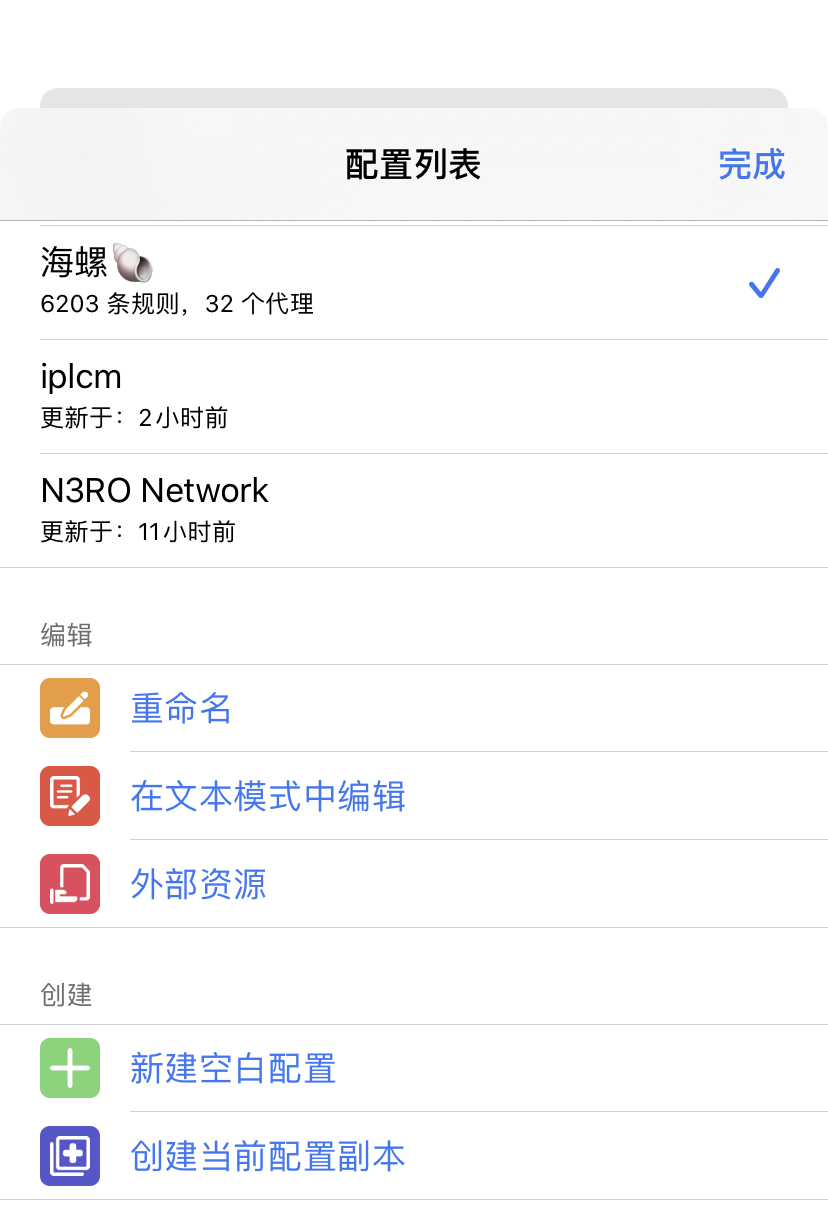 配置列表
完成
海螺🐚
6203 条规则，32 个代理
iplcm
更新于：2小时前
N3RO Network
更新于：11小时前
编辑
重命名
在文本模式中编辑
外部资源
创建
新建空白配置
创建当前配置副本